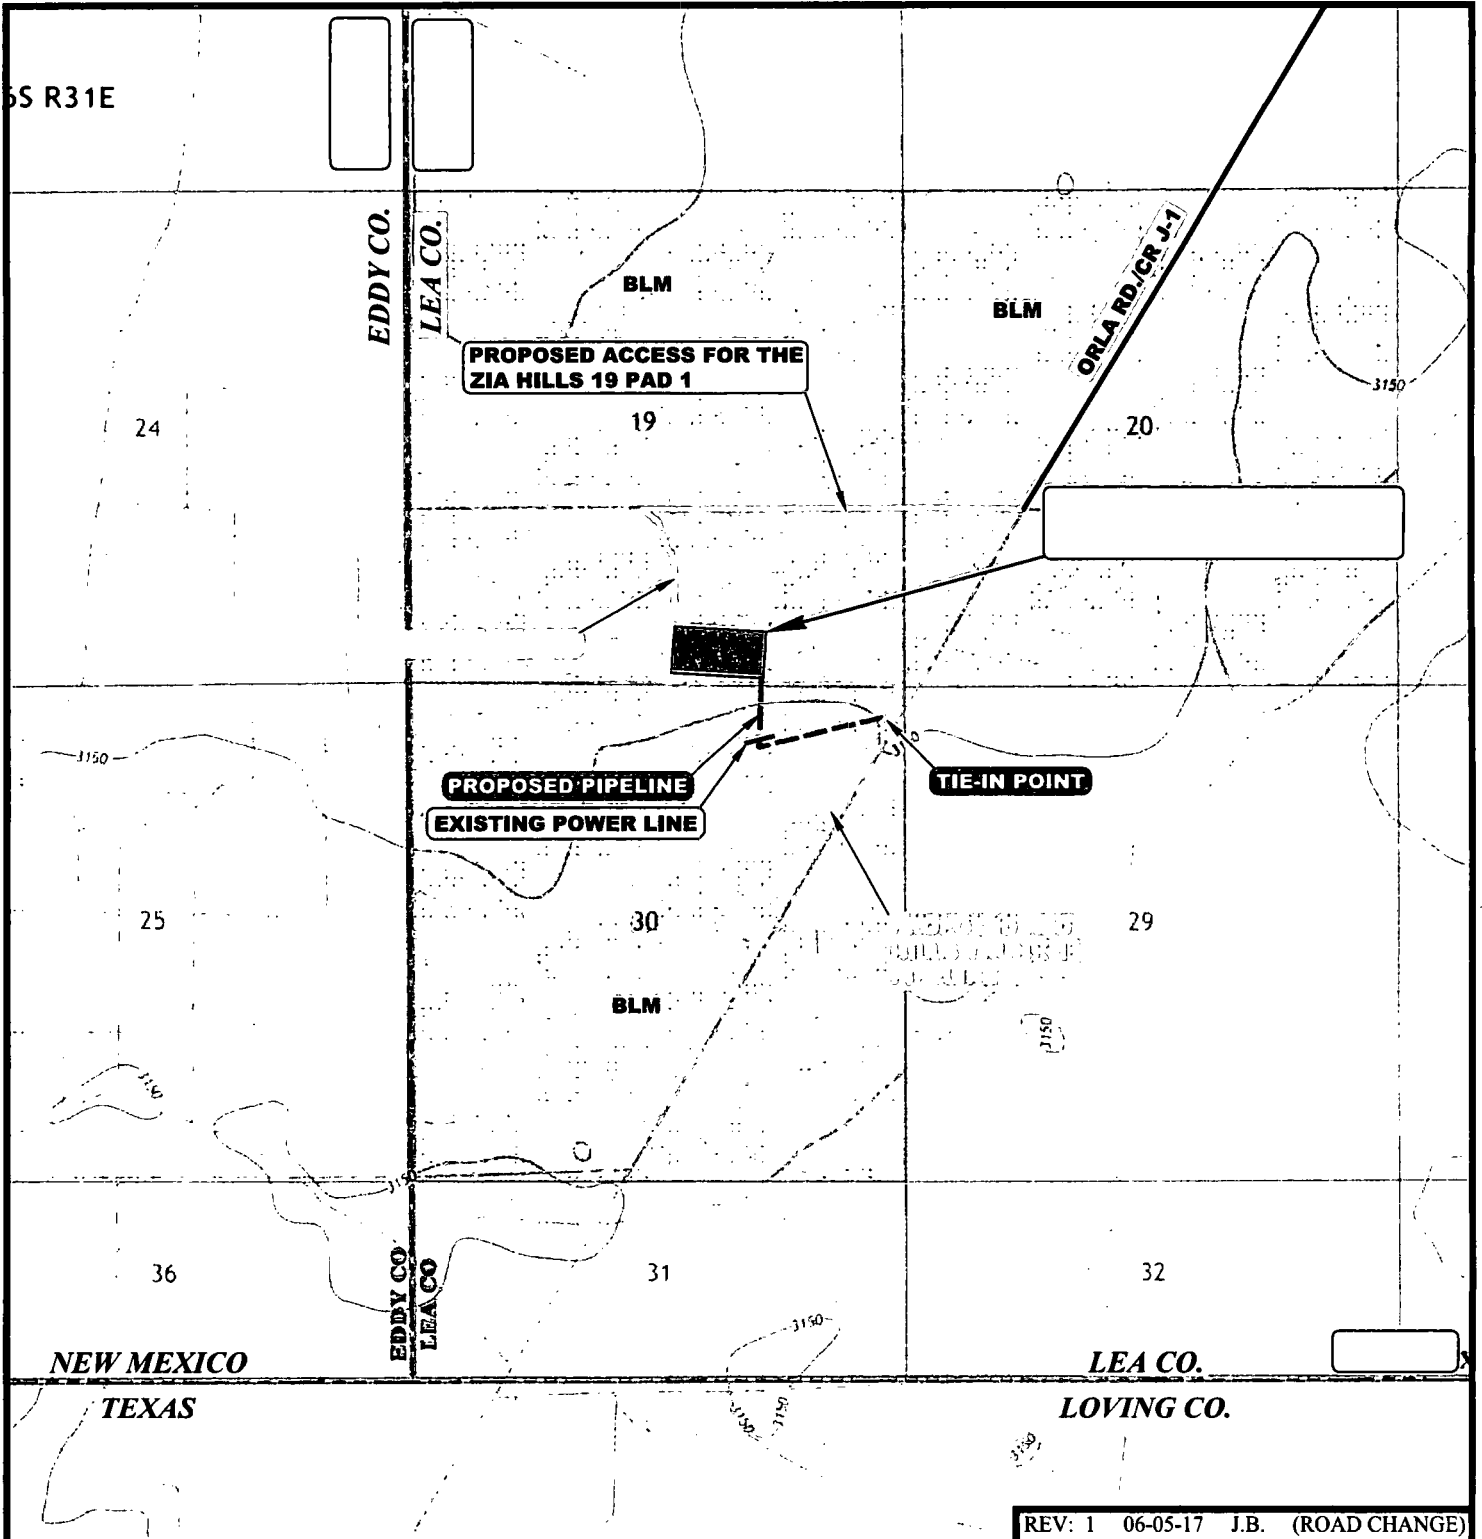 6S R31E
EDDY CO.
LEA CO.
BLM
BLM
ORLA RD./CR J-1
PROPOSED ACCESS FOR THE
ZIA HILLS 19 PAD 1
3150
24
19
20
3150
PROPOSED PIPELINE
TIE-IN POINT
EXISTING POWER LINE
25
30
29
BLM
3150
3150
3150
36
31
32
EDDY CO
LEA CO
3150
NEW MEXICO
LEA CO.
TEXAS
LOVING CO.
3150
3150
3150
REV: 1 06-05-17 J.B. (ROAD CHANGE)